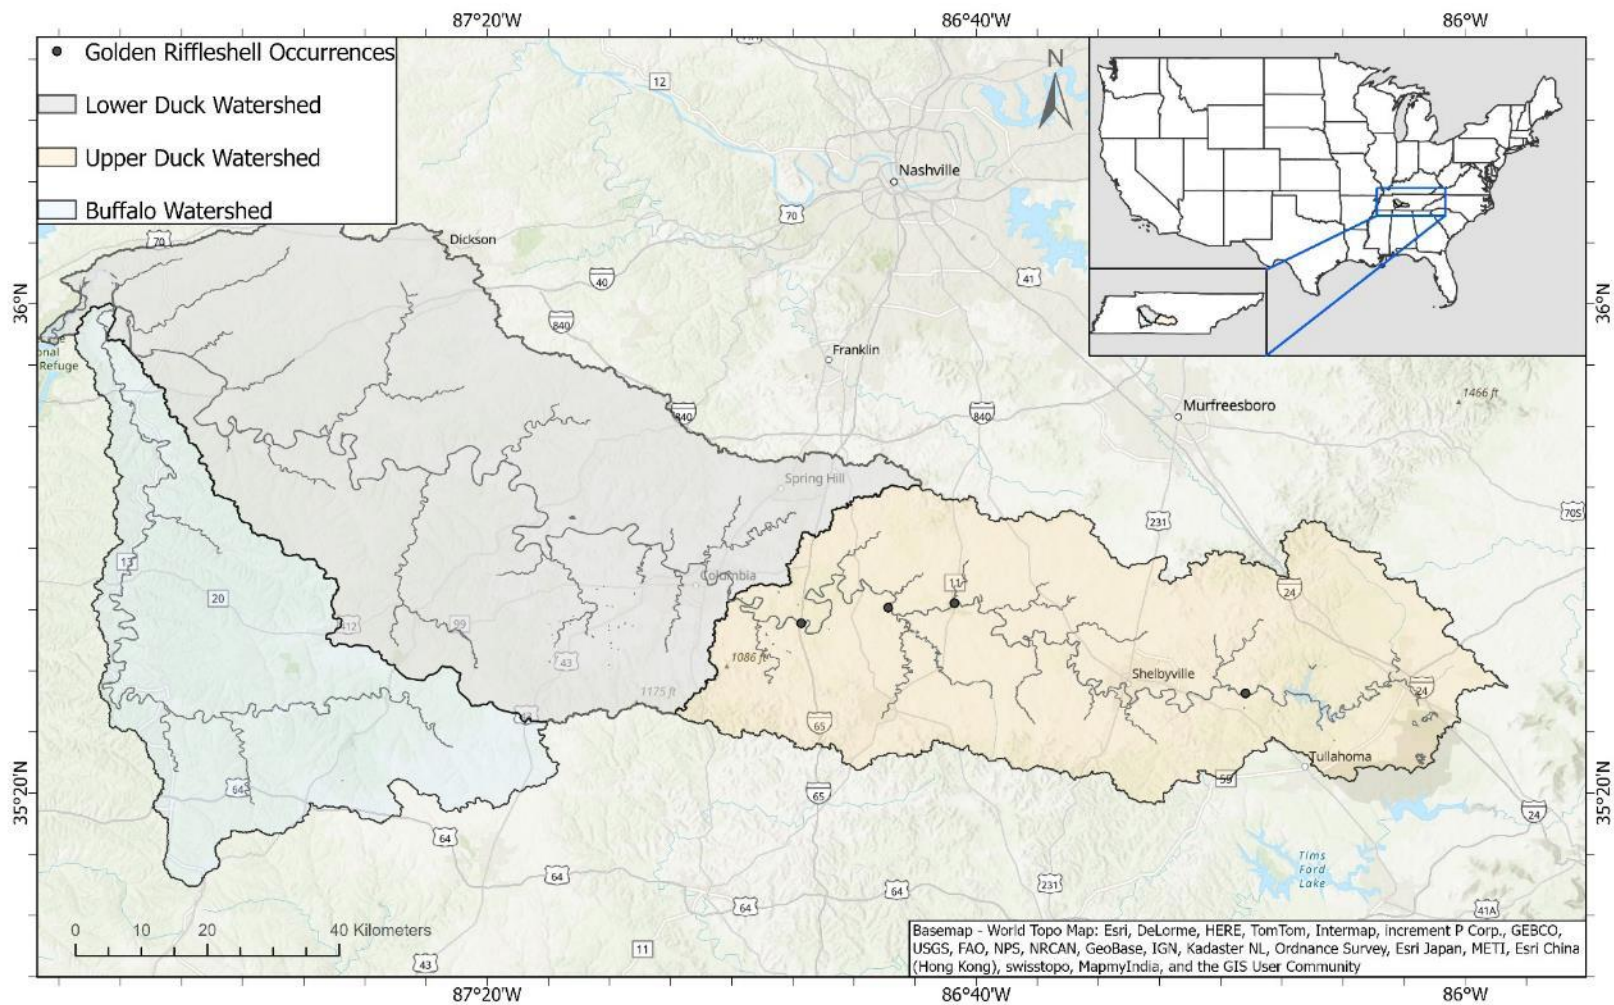 87°20'W 86°40'W 86°W
Golden Riffleshell Occurrences
Lower Duck Watershed
Upper Duck Watershed
Buffalo Watershed
N
12
Nashville
70
70
Dickson
40
41
36°N
36°N
840
onal
Refuge
Franklin
1466 ft
840
840
Murfreesboro
Spring Hill
231
70S
13
Columbia
11
24
20
412
99
43
1086 ft
1175 ft
Shelbyville
24
65
Tullahoma
55
35°20'N
35°20'N
64
65
24
64
64
64
64
231
Tims
Ford
Lake
41A
0 10 20 40 Kilometers
11
43
Basemap - World Topo Map: Esri, DeLorme, HERE, TomTom, Intermap, increment P Corp., GEBCO,
USGS, FAO, NPS, NRCAN, GeoBase, IGN, Kadaster NL, Ordnance Survey, Esri Japan, METI, Esri China
(Hong Kong), swisstopo, MapmyIndia, and the GIS User Community
87°20'W 86°40'W 86°W